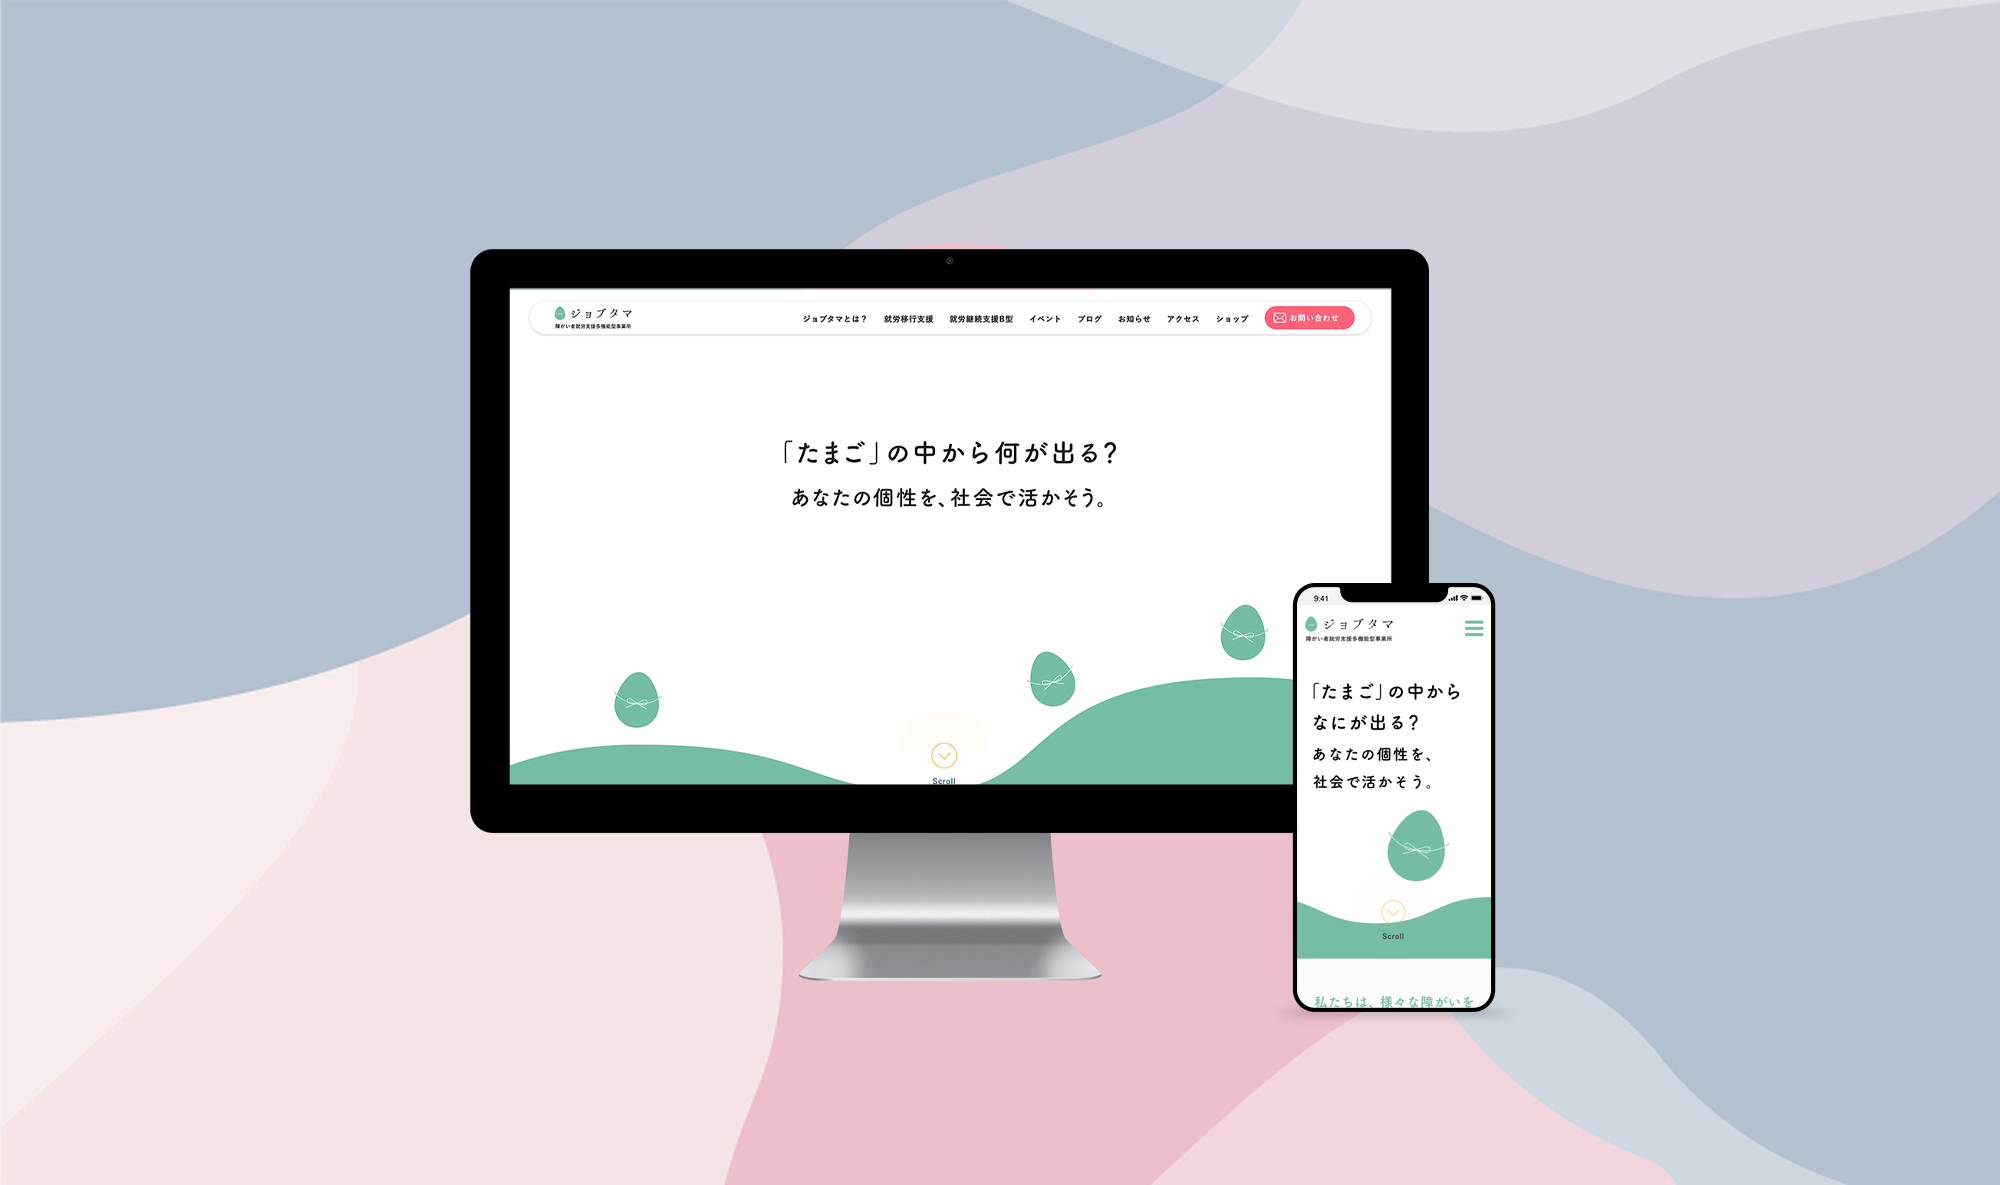 ジョブタマ
障がい者就労支援多機能型事業所
ジョブタマとは？ 就労移行支援 就労継続支援B型 イベント ブログ お知らせ アクセス ショップ お問い合わせ
「たまご」の中から何が出る？
あなたの個性を、社会で活かそう。
Scroll
9:41
ジョブタマ
障がい者就労支援多機能型事業所
「たまご」の中から
なにが出る？
あなたの個性を、
社会で活かそう。
Scroll
私たちは、様々な障がいを